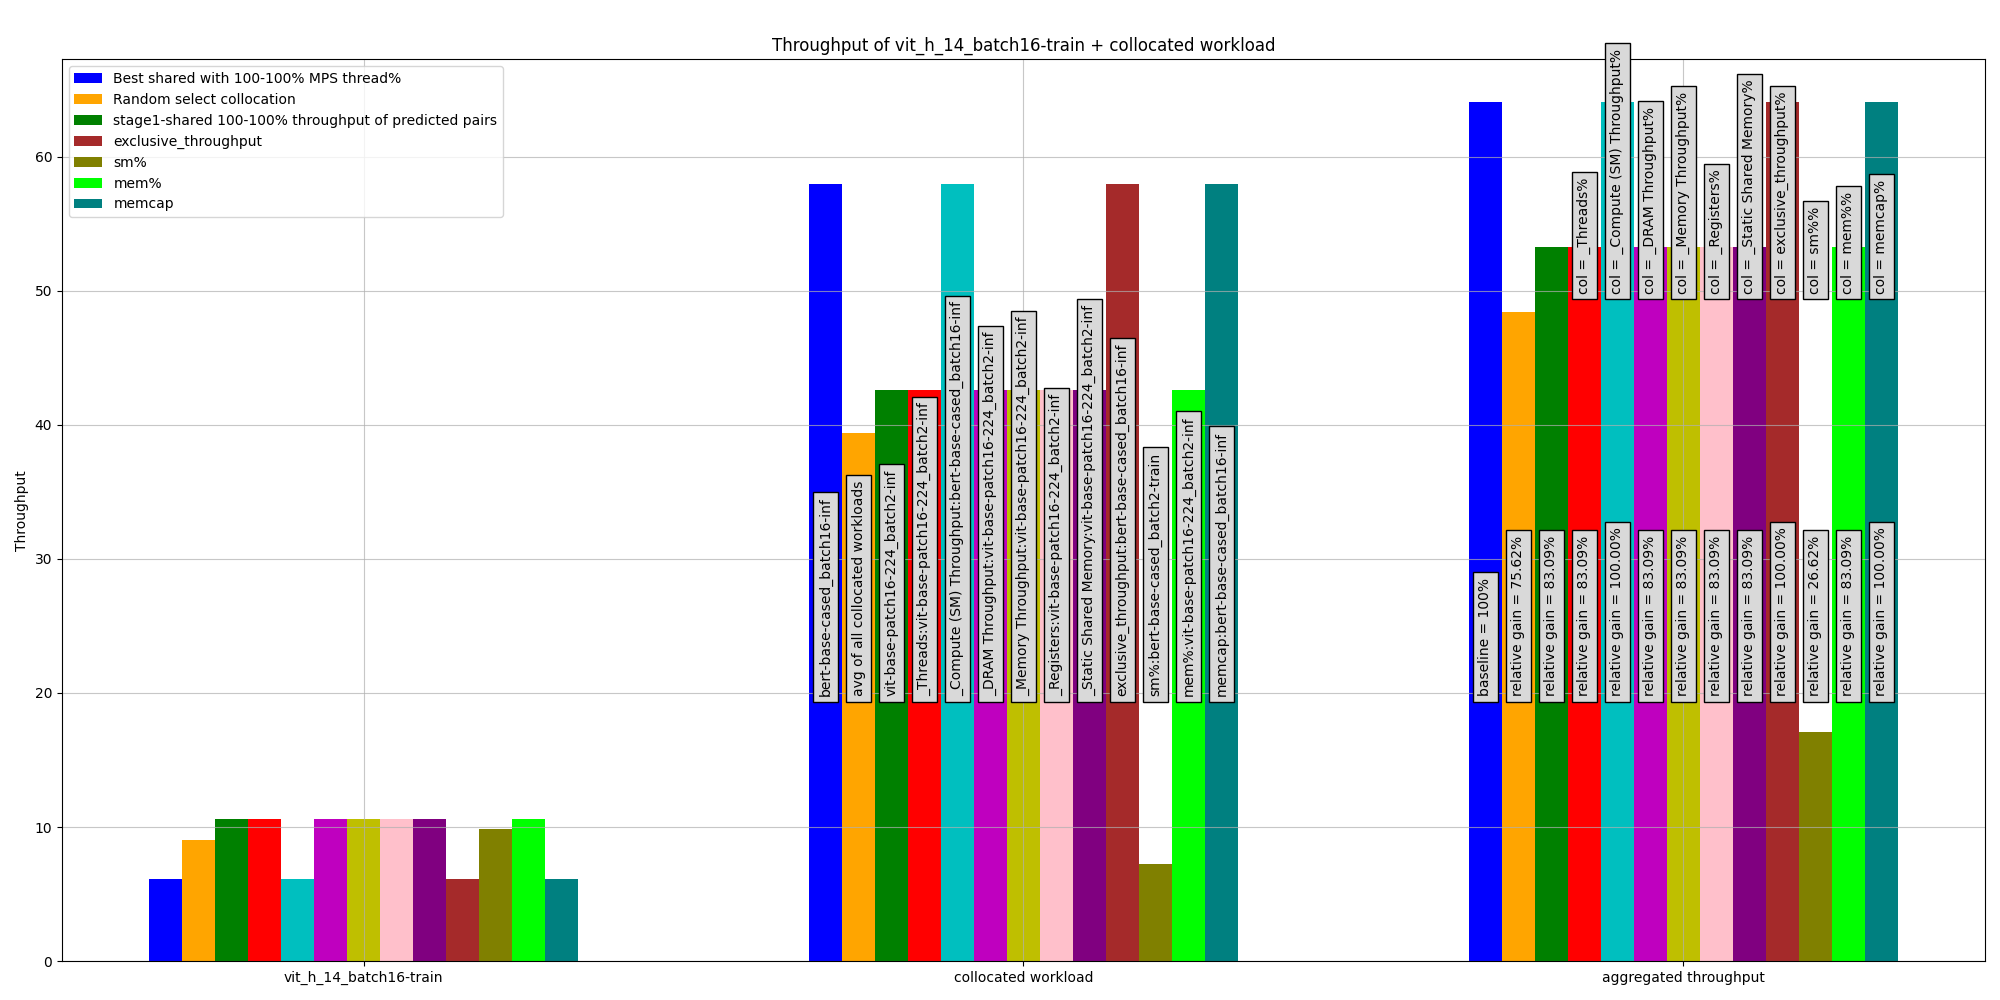 Throughput of vit_h_14_batch16-train + collocated workload
Best shared with 100-100% MPS thread%
Random select collocation
stage1-shared 100-100% throughput of predicted pairs
exclusive_throughput
sm%
mem%
memcap
Throughput
60
50
40
30
20
10
0
bert-base-cased_batch16-inf
avg of all collocated workloads
vit-base-patch16-224_batch2-inf
_Threads:vit-base-patch16-224_batch2-inf
_Compute (SM) Throughput:bert-base-cased_batch16-inf
_DRAM Throughput:vit-base-patch16-224_batch2-inf
_Memory Throughput:vit-base-patch16-224_batch2-inf
_Registers:vit-base-patch16-224_batch2-inf
_Static Shared Memory:vit-base-patch16-224_batch2-inf
exclusive_throughput:bert-base-cased_batch16-inf
sm%:bert-base-cased_batch2-train
mem%:vit-base-patch16-224_batch2-inf
memcap:bert-base-cased_batch16-inf
col = _Threads%
col = _Compute (SM) Throughput%
col = _DRAM Throughput%
col = _Memory Throughput%
col = _Registers%
col = _Static Shared Memory%
col = exclusive_throughput%
col = sm%%
col = mem%%
col = memcap%
baseline = 100%
relative gain = 75.62%
relative gain = 83.09%
relative gain = 83.09%
relative gain = 100.00%
relative gain = 83.09%
relative gain = 83.09%
relative gain = 83.09%
relative gain = 83.09%
relative gain = 100.00%
relative gain = 26.62%
relative gain = 83.09%
relative gain = 100.00%
vit_h_14_batch16-train
collocated workload
aggregated throughput